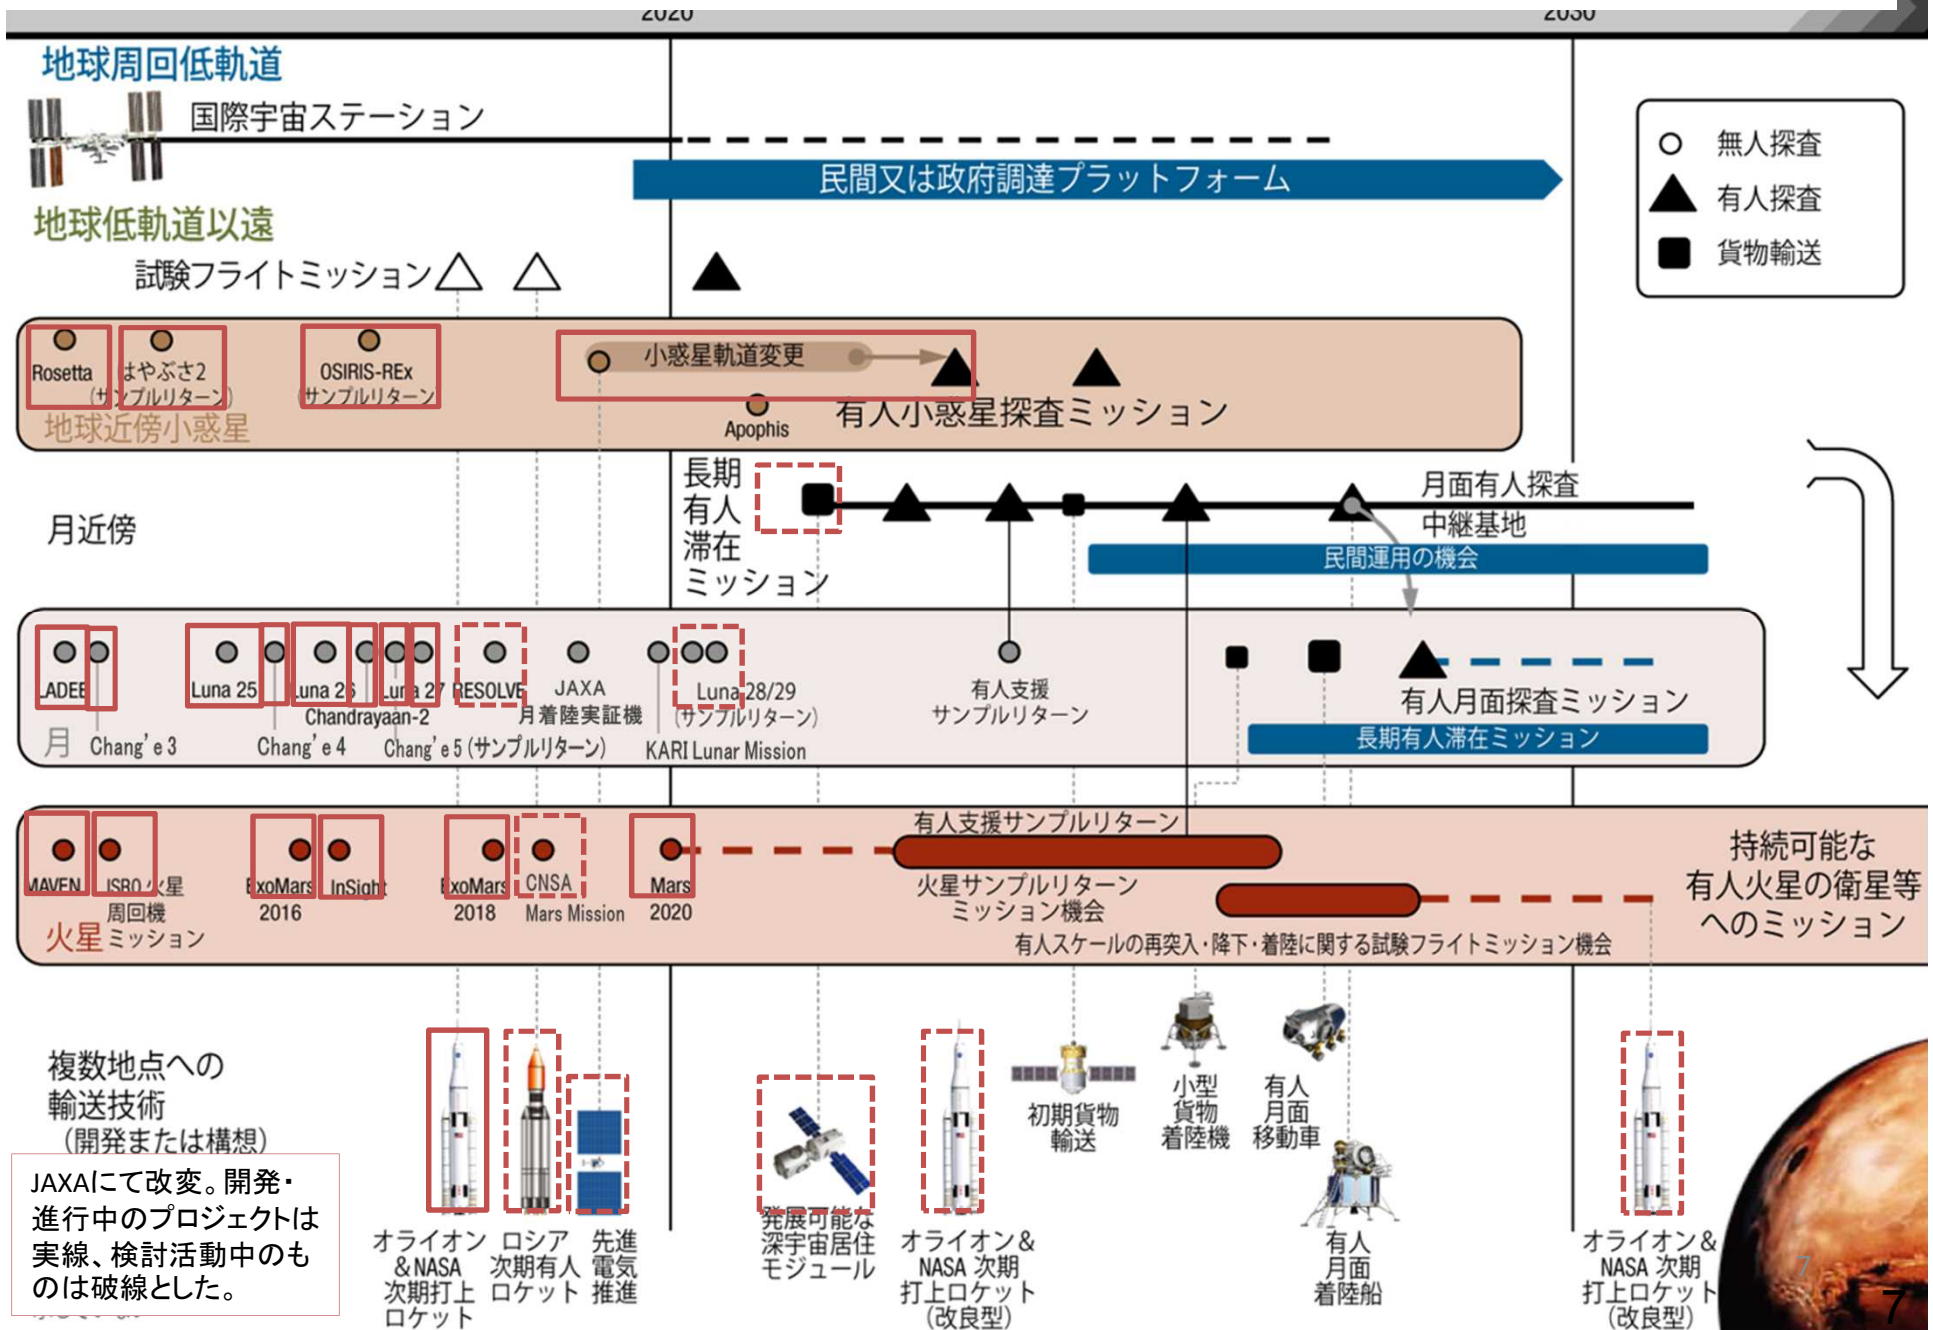 2020
2030
地球周回低軌道
国際宇宙ステーション
民間又は政府調達プラットフォーム
無人探査
有人探査
貨物輸送
地球低軌道以遠
試験フライトミッション
Rosetta
はやぶさ2
(サンプルリターン)
OSIRIS-REx
(サンプルリターン)
小惑星軌道変更
Apophis
有人小惑星探査ミッション
地球近傍小惑星
月近傍
長期
有人
滞在
ミッション
月面有人探査
中継基地
民間運用の機会
LADEE
Chang'e 3
Luna 25
Chang'e 4
Luna 26
Chandrayaan-2
Luna 27
Chang'e 5 (サンプルリターン)
RESOLVE
JAXA
月着陸実証機
KARI Lunar Mission
Luna 28/29
(サンプルリターン)
有人支援
サンプルリターン
有人月面探査ミッション
長期有人滞在ミッション
月
MAVEN
ISRO 火星
周回機
ミッション
ExoMars
2016
InSight
ExoMars
2018
CNSA
Mars Mission
Mars
2020
有人支援サンプルリターン
火星サンプルリターン
ミッション機会
有人スケールの再突入・降下・着陸に関する試験フライトミッション機会
持続可能な
有人火星の衛星等
へのミッション
火星
複数地点への
輸送技術
(開発または構想)
JAXAにて改変。開発・
進行中のプロジェクトは
実線、検討活動中のも
のは破線とした。
オライオン
&NASA
次期打上
ロケット
ロシア
次期有人
ロケット
先進
電気
推進
発展可能な
深宇宙居住
モジュール
オライオン&
NASA 次期
打上ロケット
(改良型)
初期貨物
輸送
小型
貨物
着陸機
有人
月面
移動車
有人
月面
着陸船
オライオン&
NASA 次期
打上ロケット
(改良型)
7
7